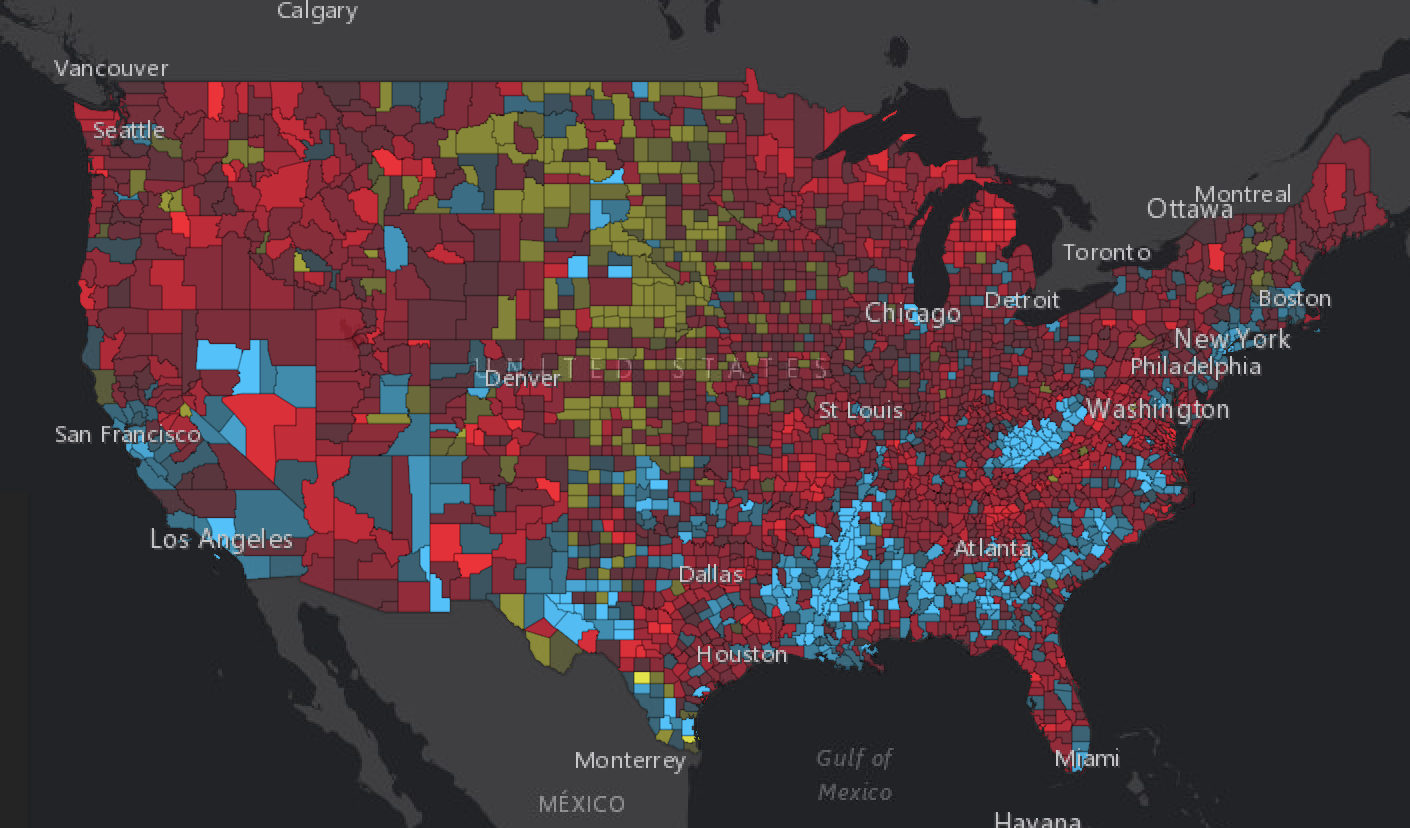 Calgary
Vancouver
Seattle
Montreal
Ottawa
Toronto
Boston
Detroit
Chicago
New York
UNITED STATES
Philadelphia
Denver
St Louis
Washington
San Francisco
Los Angeles
Atlanta
Dallas
Houston
Miami
Monterrey
Gulf of
Mexico
MÉXICO
Havana